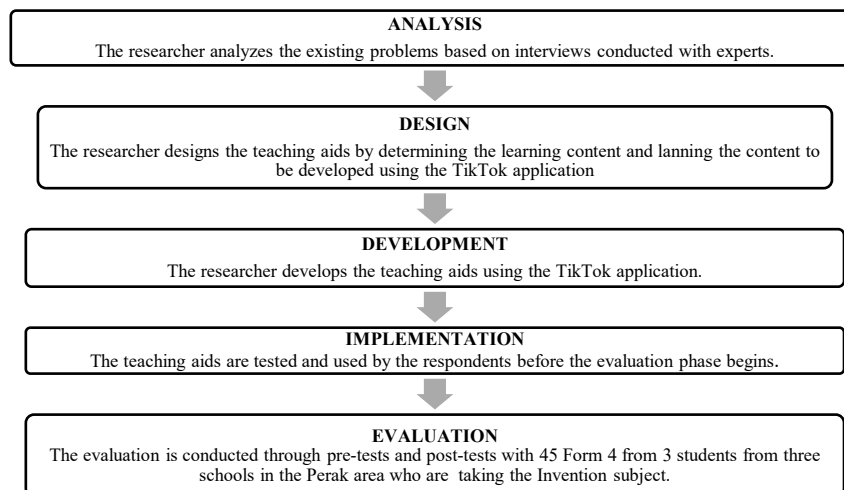 ANALYSIS
The researcher analyzes the existing problems based on interviews conducted with experts.
DESIGN
The researcher designs the teaching aids by determining the learning content and lanning the content to
be developed using the TikTok application
DEVELOPMENT
The researcher develops the teaching aids using the TikTok application.
IMPLEMENTATION
The teaching aids are tested and used by the respondents before the evaluation phase begins.
EVALUATION
The evaluation is conducted through pre-tests and post-tests with 45 Form 4 from 3 students from three
schools in the Perak area who are taking the Invention subject.